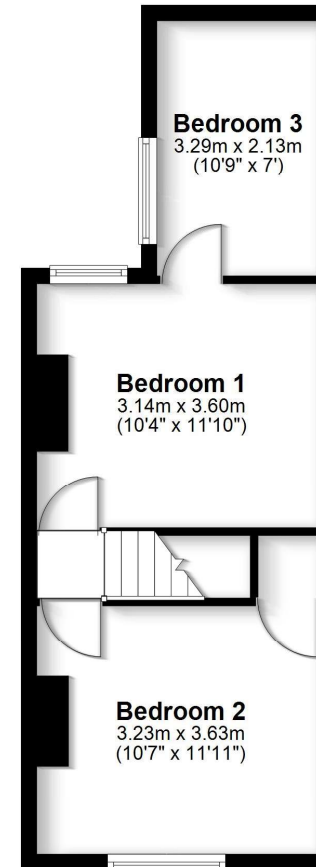 Bedroom 3
3.29m x 2.13m
(10'9" x 7')
Bedroom 1
3.14m x 3.60m
(10'4" x 11'10")
Bedroom 2
3.23m x 3.63m
(10'7" x 11'11")